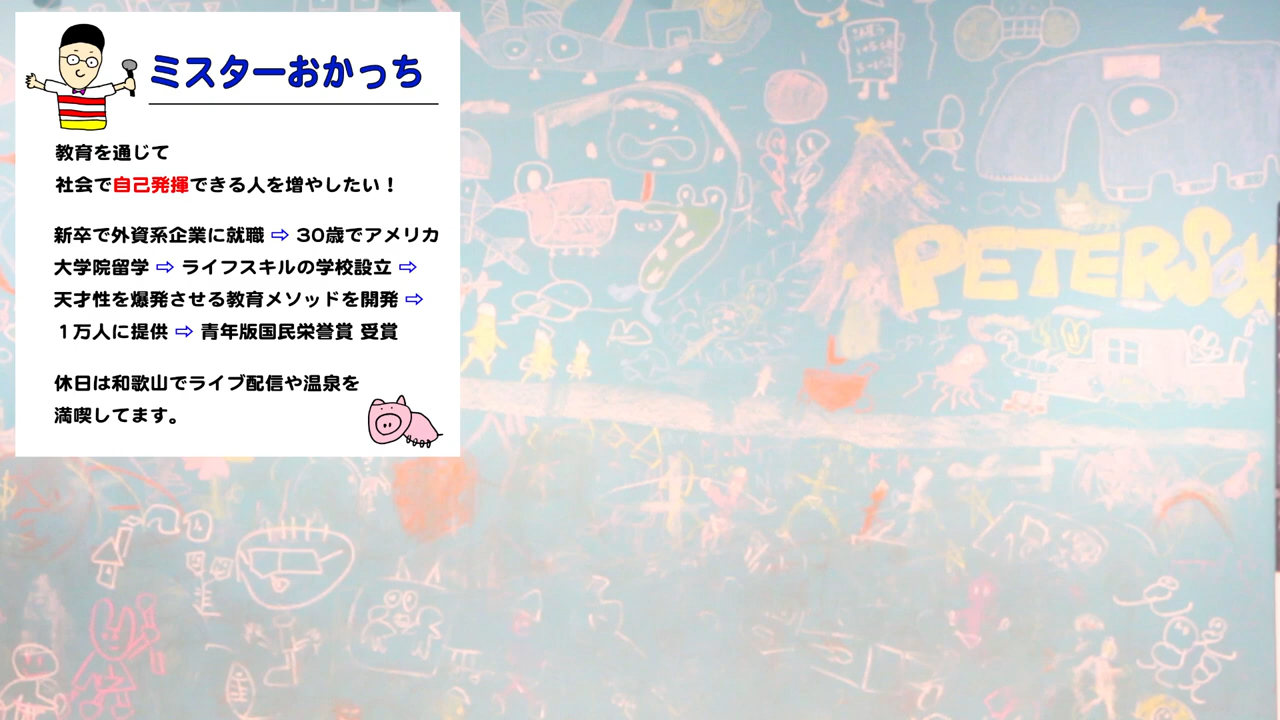 ミスターおかっち
教育を通じて
社会で自己発揮できる人を増やしたい！
新卒で外資系企業に就職 ⇨ 30歳でアメリカ
大学院留学 ⇨ ライフスキルの学校設立 ⇨
天才性を爆発させる教育メソッドを開発 ⇨
1万人に提供 ⇨ 青年版国民栄誉賞 受賞
休日は和歌山でライブ配信や温泉を
満喫してます。
PETERSON